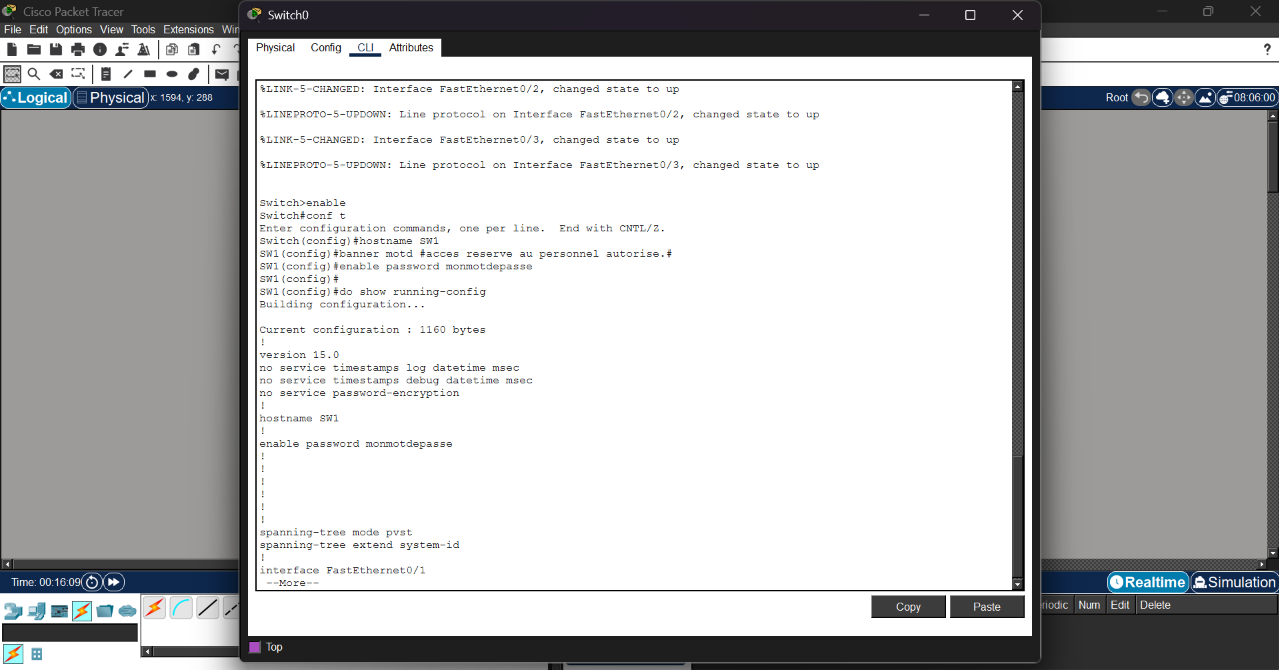 Cisco Packet Tracer
File Edit Options View Tools Extensions
Logical Physical x: 1594, y: 288
Root 08:06:00
Switch0
Physical Config CLI Attributes
%LINK-5-CHANGED: Interface FastEthernet0/2, changed state to up
%LINEPROTO-5-UPDOWN: Line protocol on Interface FastEthernet0/2, changed state to up
%LINK-5-CHANGED: Interface FastEthernet0/3, changed state to up
%LINEPROTO-5-UPDOWN: Line protocol on Interface FastEthernet0/3, changed state to up
Switch>enable
Switch#conf t
Enter configuration commands, one per line.  End with CNTL/Z.
Switch(config)#hostname SW1
SW1(config)#banner motd #acces reserve au personnel autorise.#
SW1(config)#enable password monmotdepasse
SW1(config)#
SW1(config)#do show running-config
Building configuration...
Current configuration : 1160 bytes
!
version 15.0
no service timestamps log datetime msec
no service timestamps debug datetime msec
no service password-encryption
!
hostname SW1
!
enable password monmotdepasse
!
!
!
!
!
!
spanning-tree mode pvst
spanning-tree extend system-id
!
interface FastEthernet0/1
--More--
Copy Paste
Top
Time: 00:16:09
Realtime Simulation
Num Edit Delete